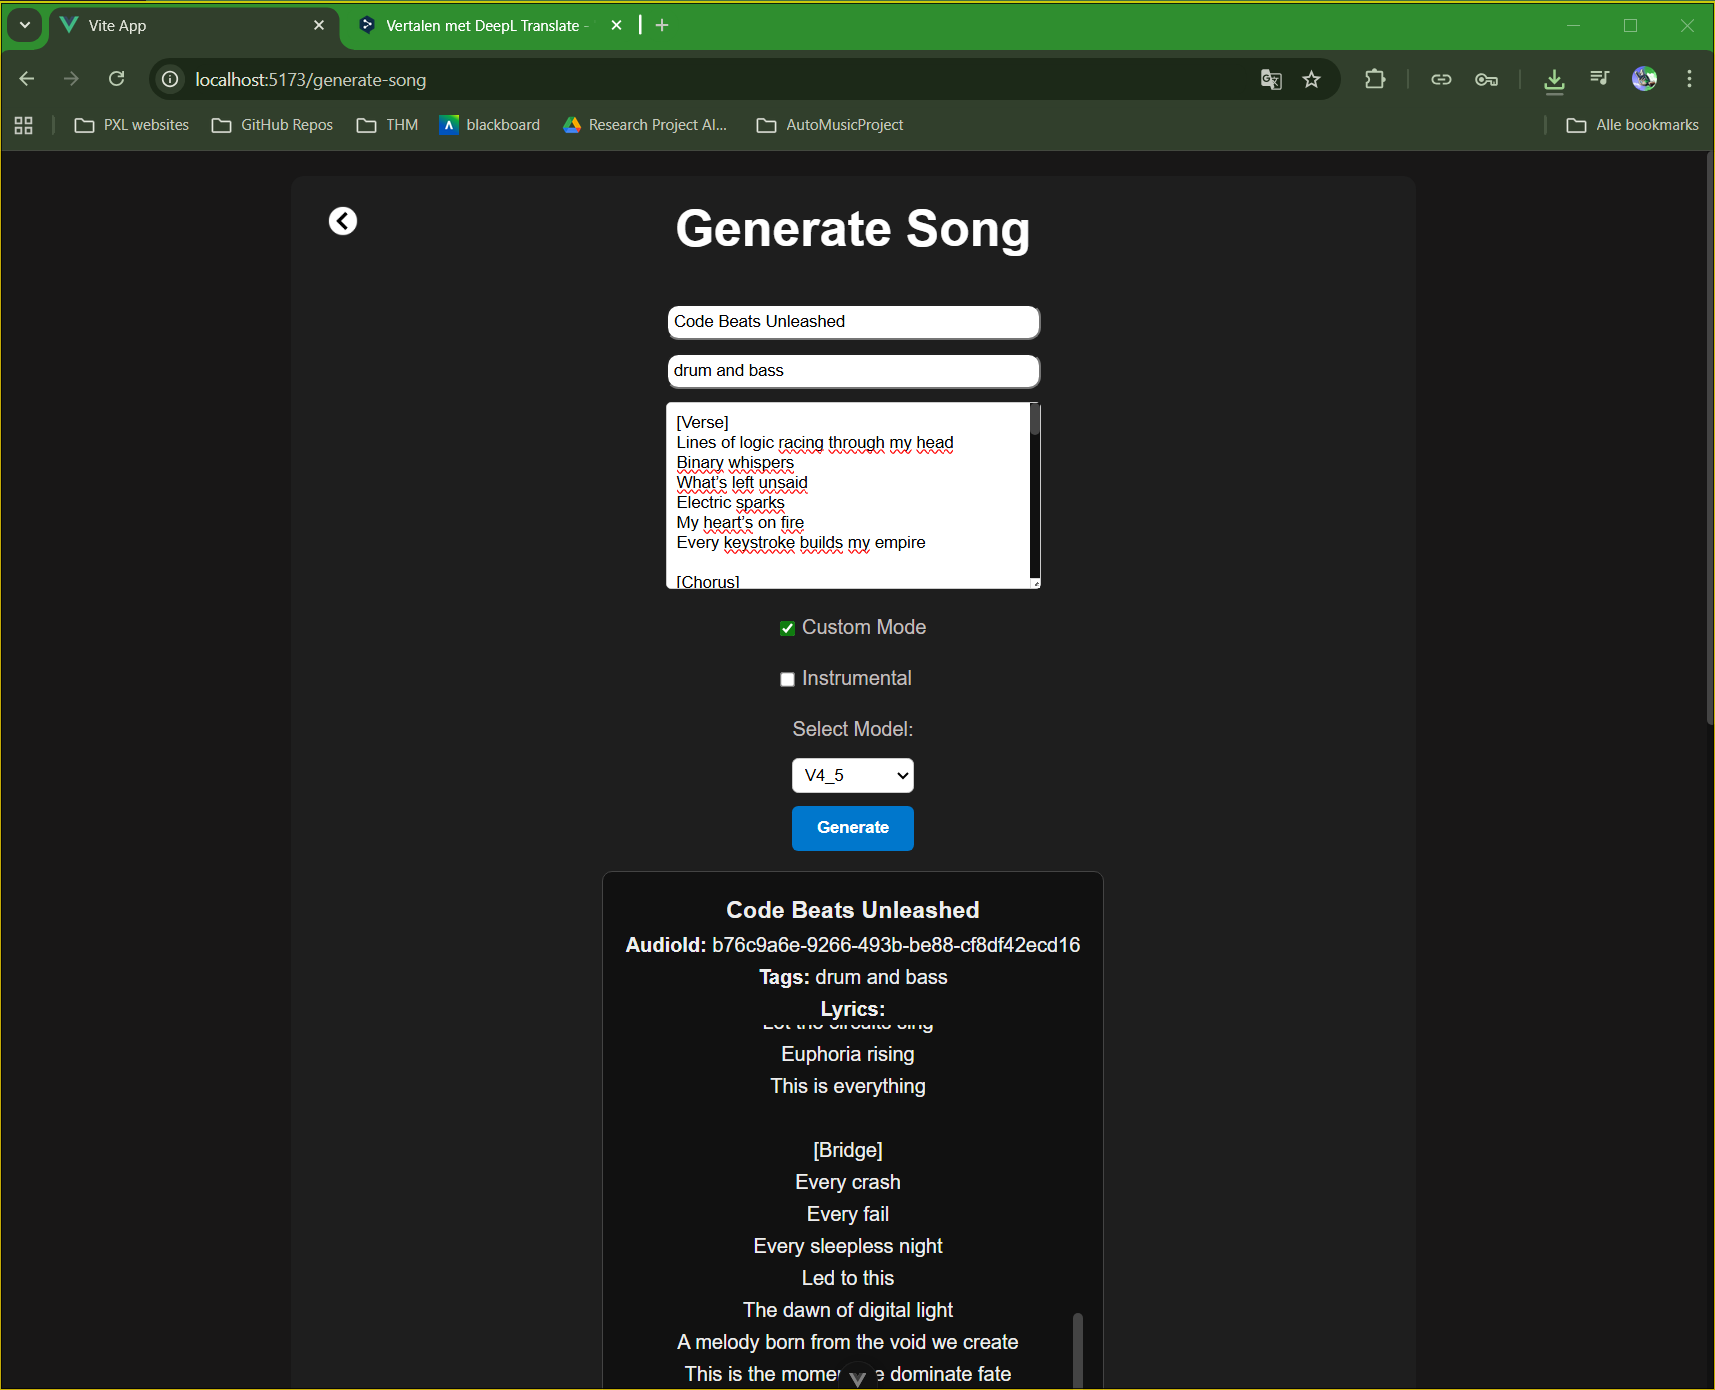 Vite App
Vertalen met DeepL Translate -
localhost:5173/generate-song
PXL websites
GitHub Repos
THM
blackboard
Research Project AI...
AutoMusicProject
Alle bookmarks
Generate Song
Code Beats Unleashed
drum and bass
[Verse]
Lines of logic racing through my head
Binary whispers
What's left unsaid
Electric sparks
My heart's on fire
Every keystroke builds my empire
[Chorus]
Custom Mode
Instrumental
Select Model:
V4_5
Generate
Code Beats Unleashed
AudioId: b76c9a6e-9266-493b-be88-cf8df42ecd16
Tags: drum and bass
Lyrics:
Let the circuits sing
Euphoria rising
This is everything
[Bridge]
Every crash
Every fail
Every sleepless night
Led to this
The dawn of digital light
A melody born from the void we create
This is the dominate fate